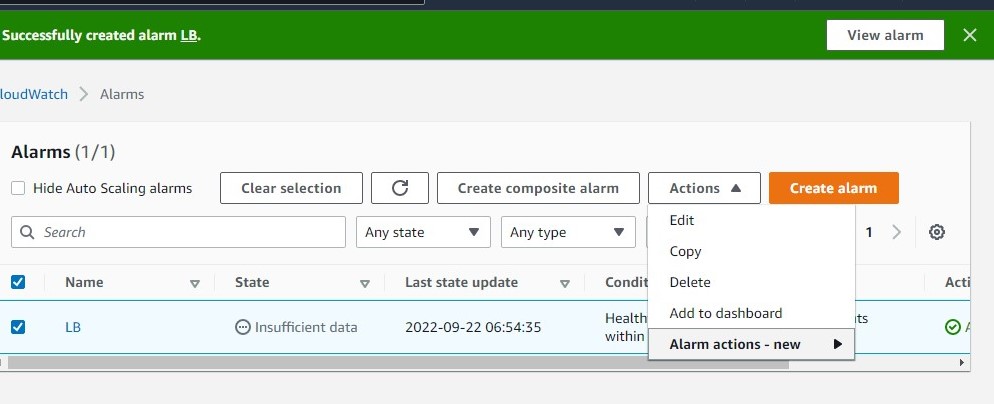 Successfully created alarm LB.
View alarm
loudWatch
Alarms
Alarms (1/1)
Hide Auto Scaling alarms
Clear selection
Create composite alarm
Actions
Create alarm
Search
Any state
Any type
Edit
1
Copy
Delete
Add to dashboard
Alarm actions - new
Name
State
Last state update
Condit
Acti
LB
Insufficient data
2022-09-22 06:54:35
Health
within
ts